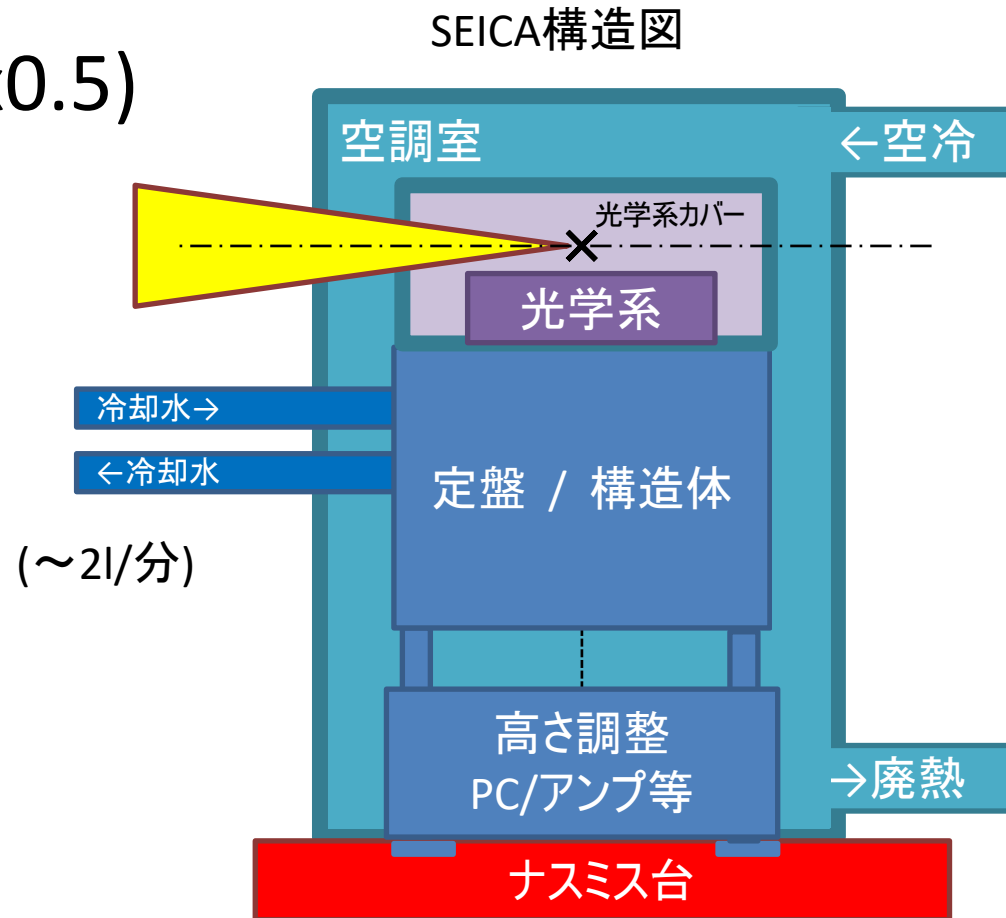 SEICA構造図
x0.5)
空調室
←空冷
光学系カバー
光学系
冷却水→
←冷却水
定盤 / 構造体
(～2l/分)
高さ調整
PC/アンプ等
→廃熱
ナスミス台